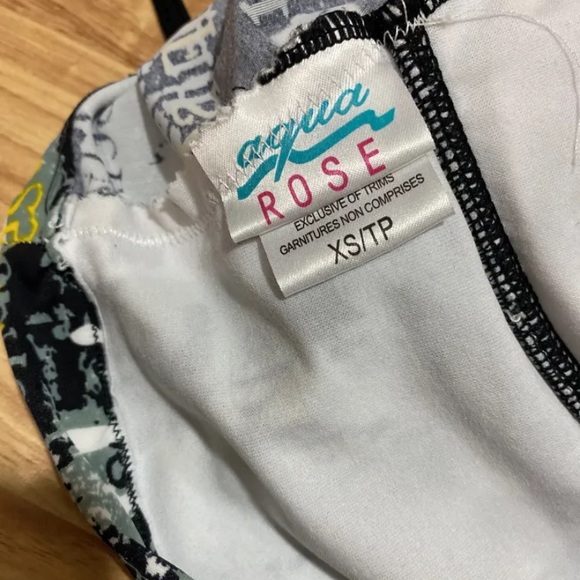 aqua
ROSE
EXCLUSIVE OF TRIMS
GARNITURES NON COMPRISES
XS/TP